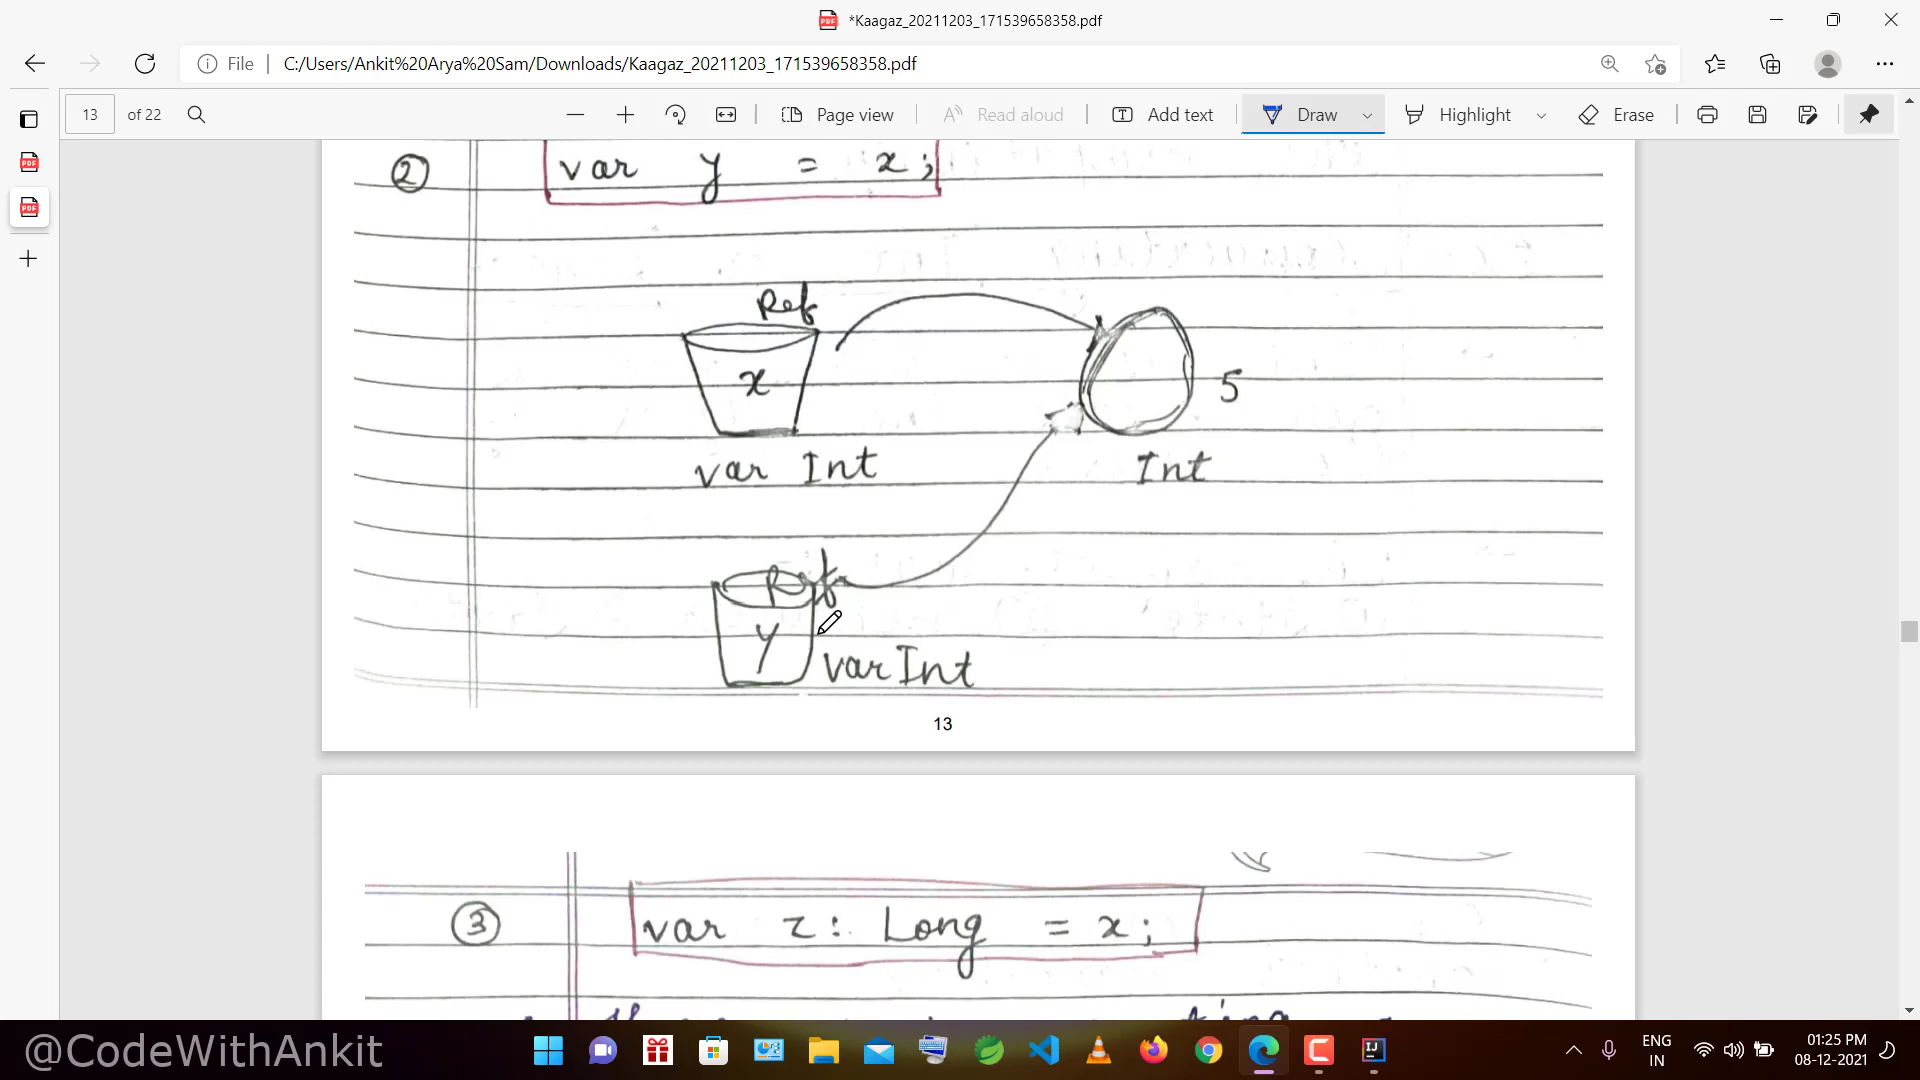 *Kaagaz_20211203_171539658358.pdf
File C:/Users/Ankit%20Arya%20Sam/Downloads/Kaagaz_20211203_171539658358.pdf
13 of 22 Page view Read aloud Add text Draw Highlight Erase
② var y = x;
Ref
x
5
var Int
Int
Ref
y
var Int
13
③ var z: Long = x;
@CodeWithAnkit
ENG
IN
01:25 PM
08-12-2021